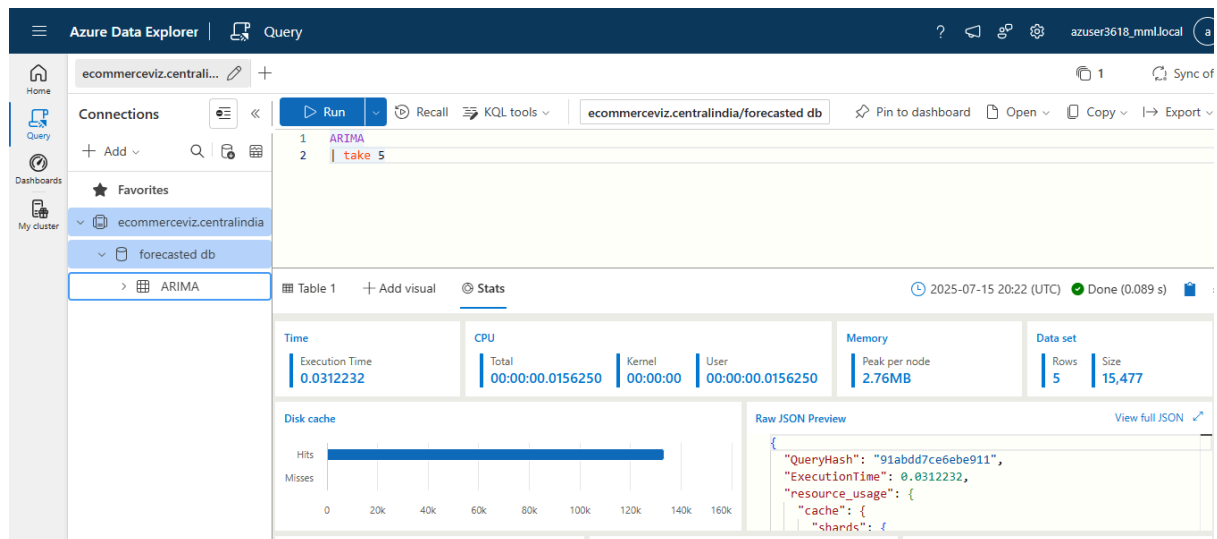 Azure Data Explorer
Query
azuser3618_mml.local
a
Home
Query
Dashboards
My cluster
ecommerceviz.centrali...
1
Sync of
Connections
Add
Favorites
ecommerceviz.centralindia
forecasted db
ARIMA
Run
Recall
KQL tools
ecommerceviz.centralindia/forecasted db
Pin to dashboard
Open
Copy
Export
1 ARIMA
2 | take 5
Table 1
Add visual
Stats
2025-07-15 20:22 (UTC)
Done (0.089 s)
Time
Execution Time
0.0312232
CPU
Total
00:00:00.0156250
Kernel
00:00:00
User
00:00:00.0156250
Memory
Peak per node
2.76MB
Data set
Rows
5
Size
15,477
Disk cache
Hits
Misses
0 20k 40k 60k 80k 100k 120k 140k 160k
Raw JSON Preview
View full JSON
{
"QueryHash": "91abdd7ce6ebe911",
"ExecutionTime": 0.0312232,
"resource_usage": {
"cache": {
"shards": {